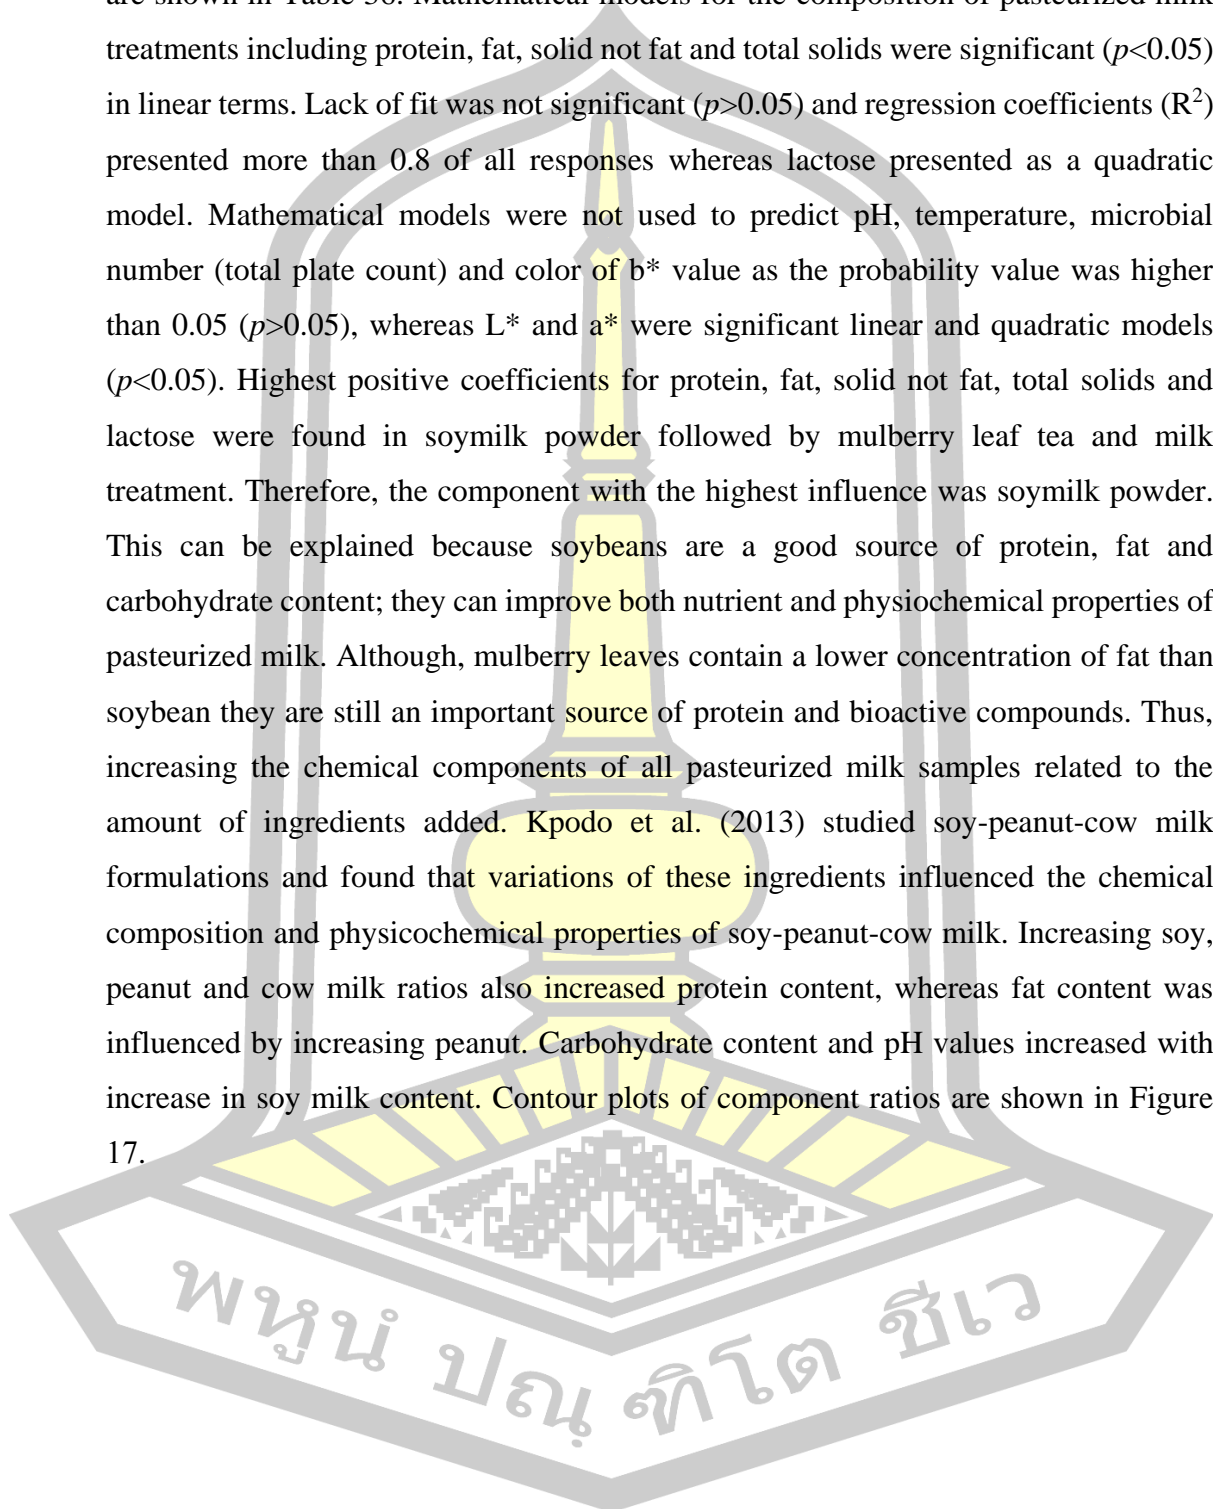 are shown in Table 38. Mathematical models for the composition of pasteurized milk
treatments including protein, fat, solid not fat and total solids were significant (p<0.05)
in linear terms. Lack of fit was not significant (p>0.05) and regression coefficients (R²)
presented more than 0.8 of all responses whereas lactose presented as a quadratic
model. Mathematical models were not used to predict pH, temperature, microbial
number (total plate count) and color of b* value as the probability value was higher
than 0.05 (p>0.05), whereas L* and a* were significant linear and quadratic models
(p<0.05). Highest positive coefficients for protein, fat, solid not fat, total solids and
lactose were found in soymilk powder followed by mulberry leaf tea and milk
treatment. Therefore, the component with the highest influence was soymilk powder.
This can be explained because soybeans are a good source of protein, fat and
carbohydrate content; they can improve both nutrient and physiochemical properties of
pasteurized milk. Although, mulberry leaves contain a lower concentration of fat than
soybean they are still an important source of protein and bioactive compounds. Thus,
increasing the chemical components of all pasteurized milk samples related to the
amount of ingredients added. Kpodo et al. (2013) studied soy-peanut-cow milk
formulations and found that variations of these ingredients influenced the chemical
composition and physicochemical properties of soy-peanut-cow milk. Increasing soy,
peanut and cow milk ratios also increased protein content, whereas fat content was
influenced by increasing peanut. Carbohydrate content and pH values increased with
increase in soy milk content. Contour plots of component ratios are shown in Figure
17.
พหูนํ ปณฺฑิโต ชีเว